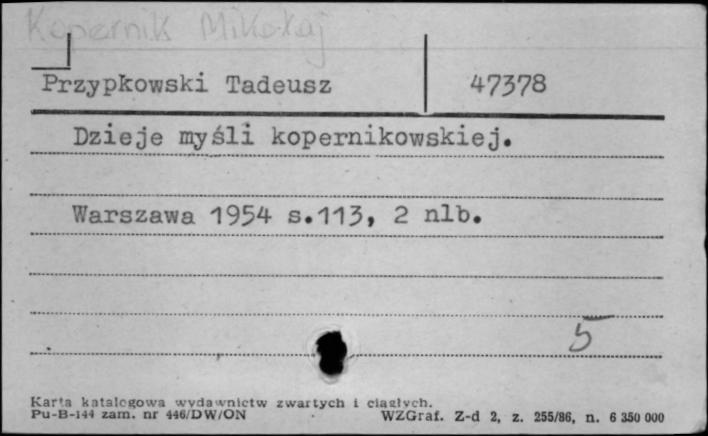 Kopernik Mikołaj
Przypkowski Tadeusz 47378
Dzieje myśli kopernikowskiej.
Warszawa 1954 s.113, 2 nlb.
5
Karta katalogowa wydawnictw zwartych i ciągłych.
Pu-B-144 zam. nr 446/DW/ON WZGraf. Z-d 2, z. 255/86, n. 6 350 000